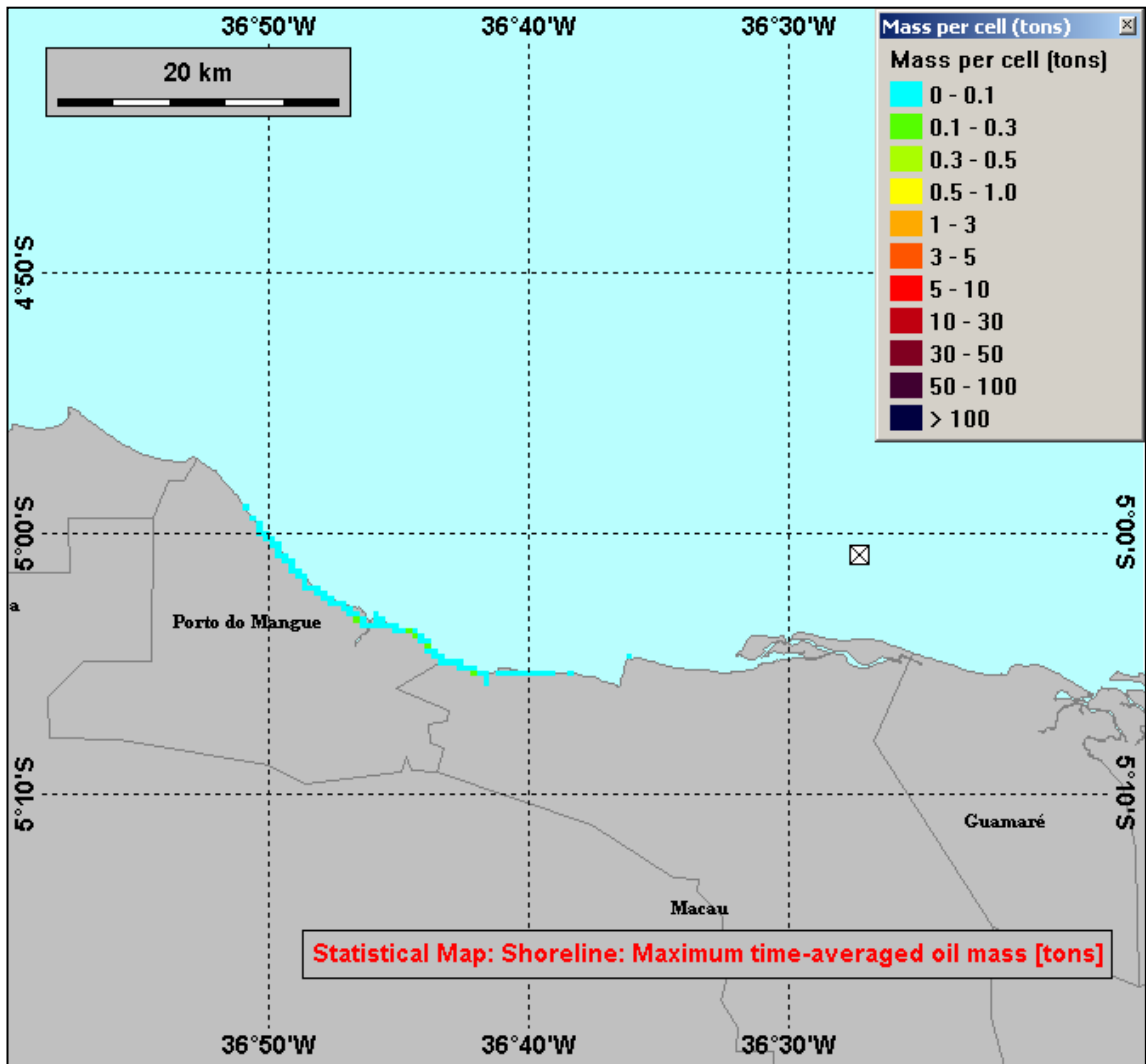 36°50'W
36°40'W
36°30'W
Mass per cell (tons)
20 km
Mass per cell (tons)
0 - 0.1
0.1 - 0.3
0.3 - 0.5
0.5 - 1.0
1 - 3
3 - 5
5 - 10
10 - 30
30 - 50
50 - 100
> 100
4°50'S
5°00'S
5°00'S
a
Porto do Mangue
5°10'S
5°10'S
Guamaré
Macau
Statistical Map: Shoreline: Maximum time-averaged oil mass [tons]
36°50'W
36°40'W
36°30'W